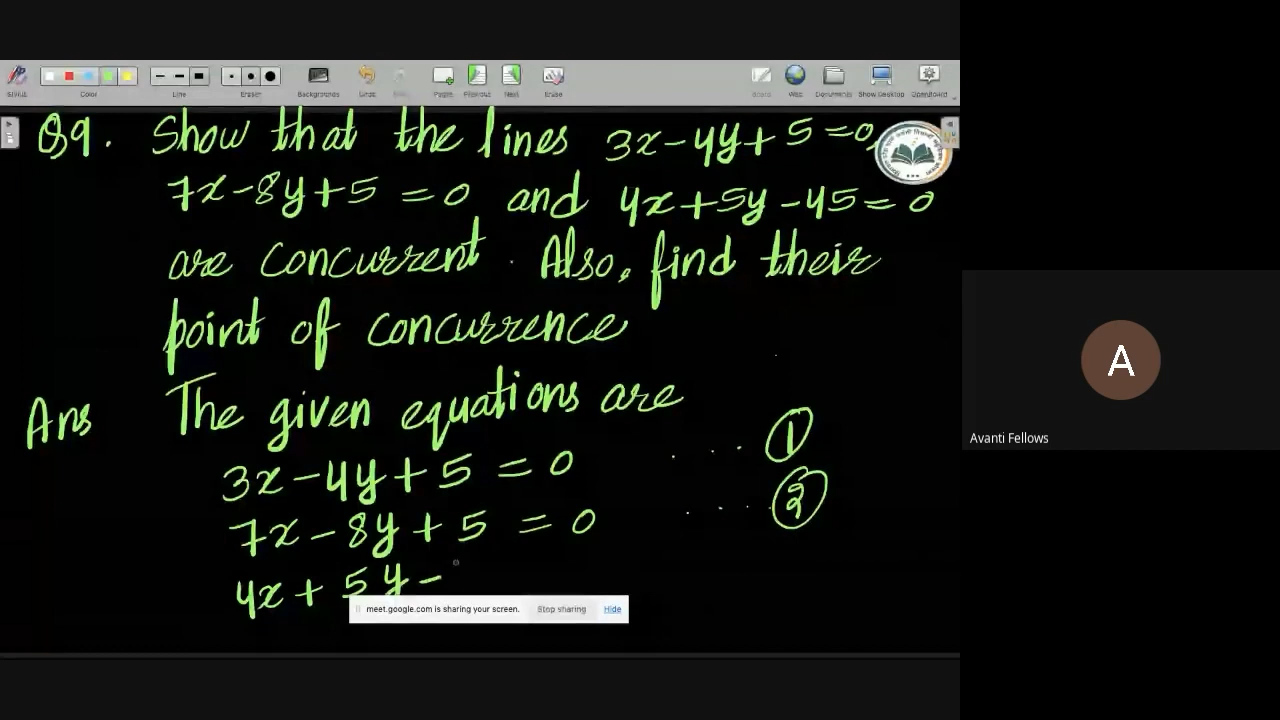 Stylus Color Line Eraser Backgrounds Undo Pages Previous Next Erase Board Web Documents Show Desktop OpenBoard
Q9. Show that the lines 3x-4y+5=0,
7x-8y+5 =0 and 4x+5y-45=0
are concurrent. Also, find their
point of concurrence
Ans The given equations are
3x-4y+5=0 .... ①
7x-8y+5=0 .... ②
4x+5y-
meet.google.com is sharing your screen. Stop sharing Hide
A
Avanti Fellows